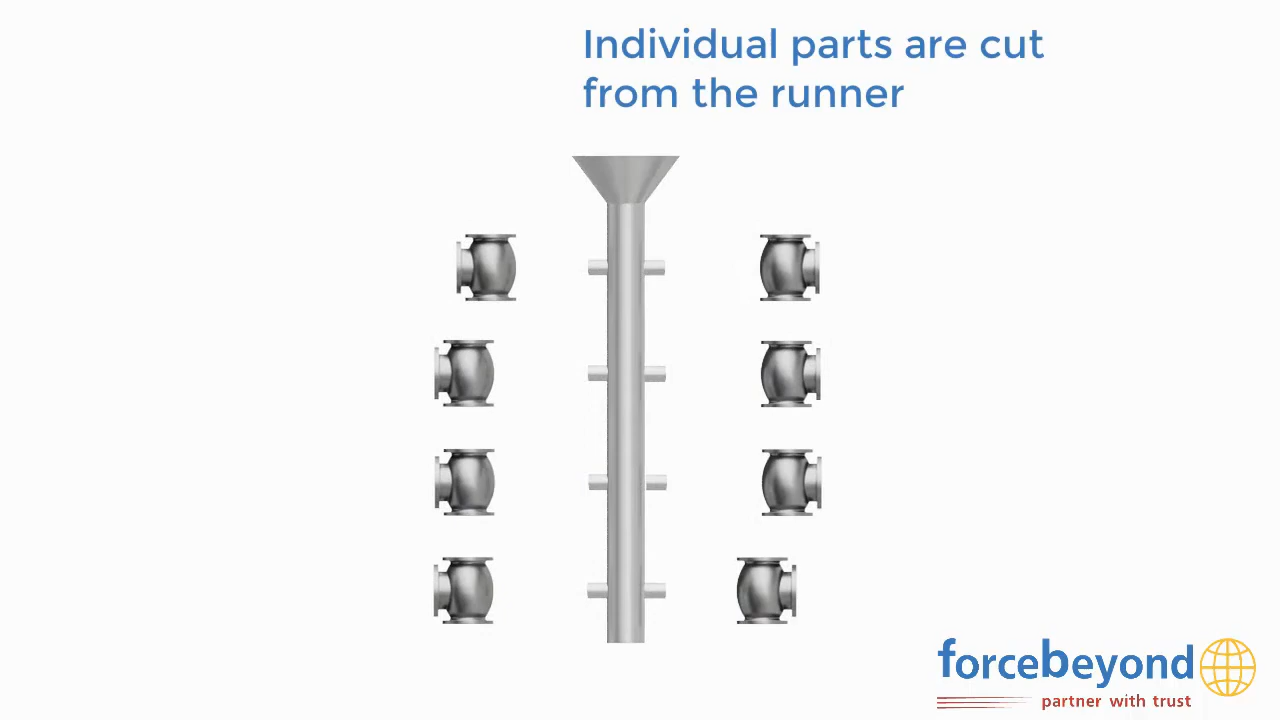 Individual parts are cut
from the runner
forcebeyond
partner with trust